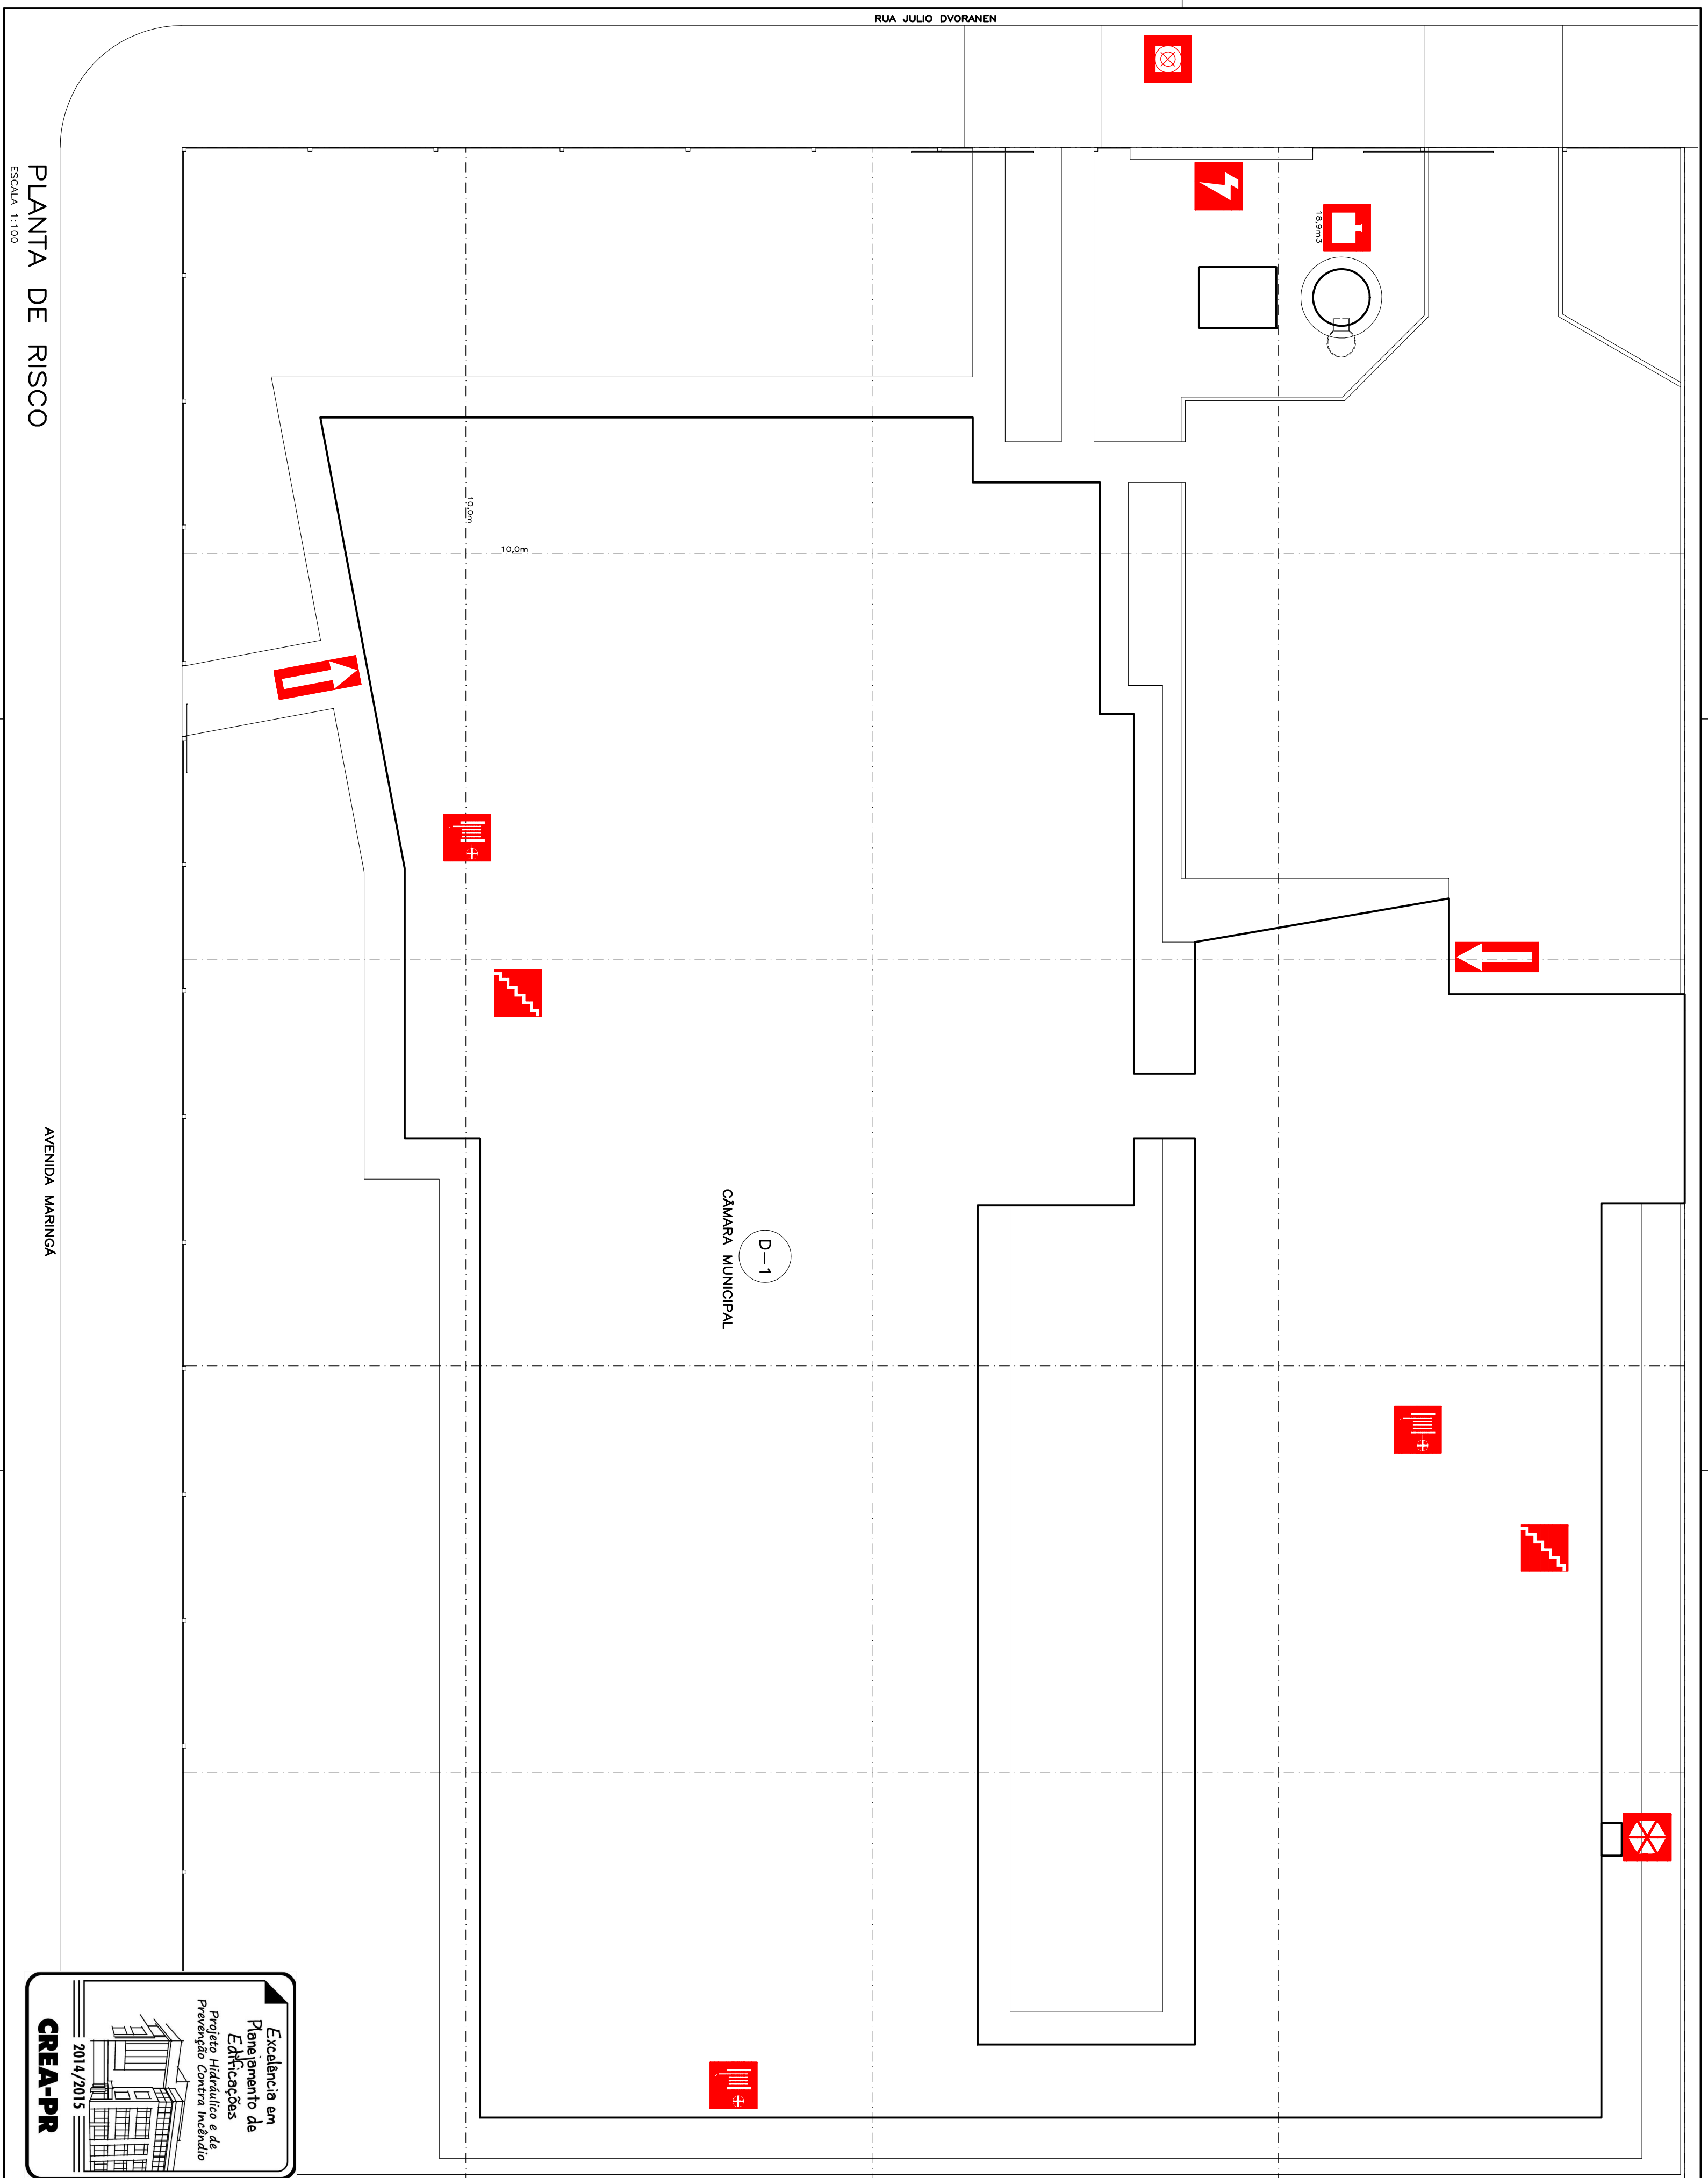 RUA JULIO DVORANEN
18,9m3
10,0m
10,0m
D-1
CÂMARA MUNICIPAL
PLANTA DE RISCO
ESCALA 1:100
AVENIDA MARINGÁ
Excelência em
Planejamento de
Edificações
Projeto Hidráulico e de
Prevenção Contra Incêndio
2014/2015
CREA-PR